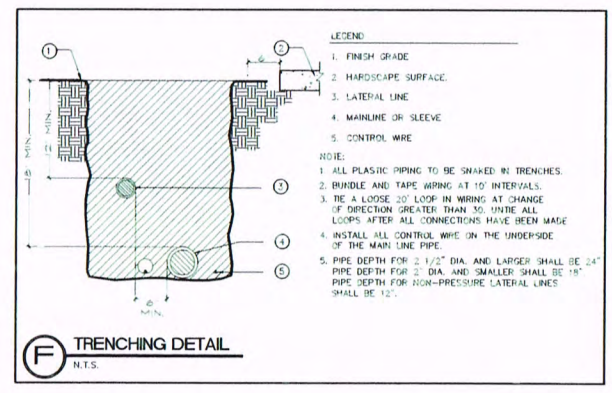 1
2
6
LEGEND
1. FINISH GRADE
2. HARDSCAPE SURFACE.
3. LATERAL LINE
4. MAINLINE OR SLEEVE
5. CONTROL WIRE
NOTE:
1 ALL PLASTIC PIPING TO BE SNAKED IN TRENCHES.
2. BUNDLE AND TAPE WIRING AT 10' INTERVALS.
3. TIE A LOOSE 20" LOOP IN WIRING AT CHANGE
OF DIRECTION GREATER THAN 30. UNTIE ALL
LOOPS AFTER ALL CONNECTIONS HAVE BEEN MADE
4. INSTALL ALL CONTROL WIRE ON THE UNDERSIDE
OF THE MAIN LINE PIPE.
5. PIPE DEPTH FOR 2 1/2" DIA. AND LARGER SHALL BE 24"
PIPE DEPTH FOR 2" DIA. AND SMALLER SHALL BE 18"
PIPE DEPTH FOR NON-PRESSURE LATERAL LINES
SHALL BE 12".
18 MIN.
12 MIN.
3
4
5
6
MIN.
F TRENCHING DETAIL
N.T.S.